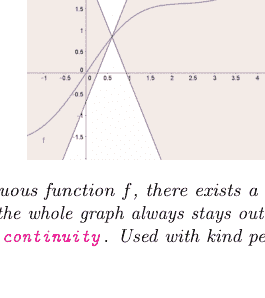 1.5
1
0.5
0
-1 -0.5 0 0.5 1 1.5 2 2.5 3 3.5 4
-0.5
-1
-1.5
f
uous function f, there exists a
the whole graph always stays out
continuity. Used with kind pe